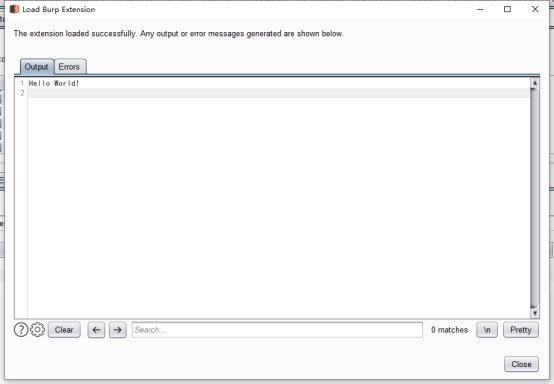 Load Burp Extension
The extension loaded successfully. Any output or error messages generated are shown below.
Output Errors
1 Hello World!
2
? Clear Search... 0 matches \n Pretty
Close